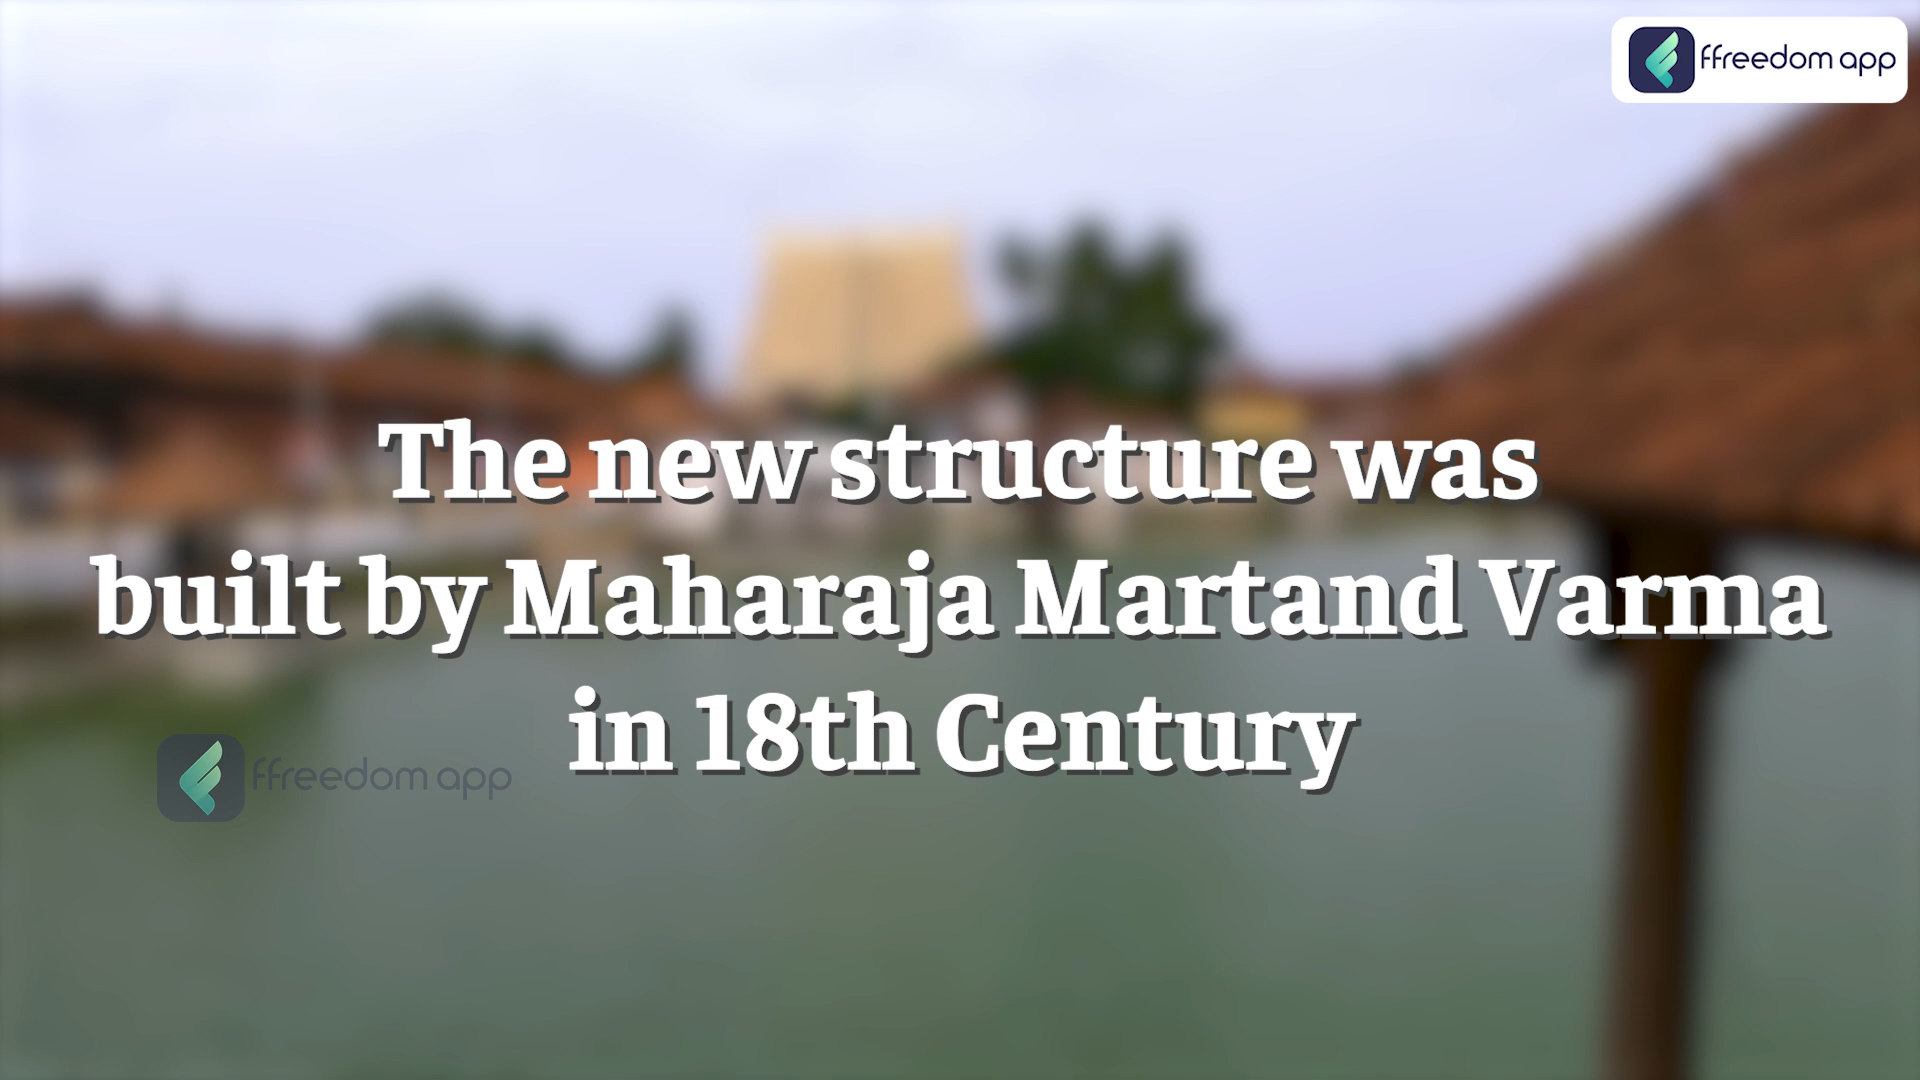 ffreedom app
The new structure was
built by Maharaja Martand Varma
in 18th Century
ffreedom app